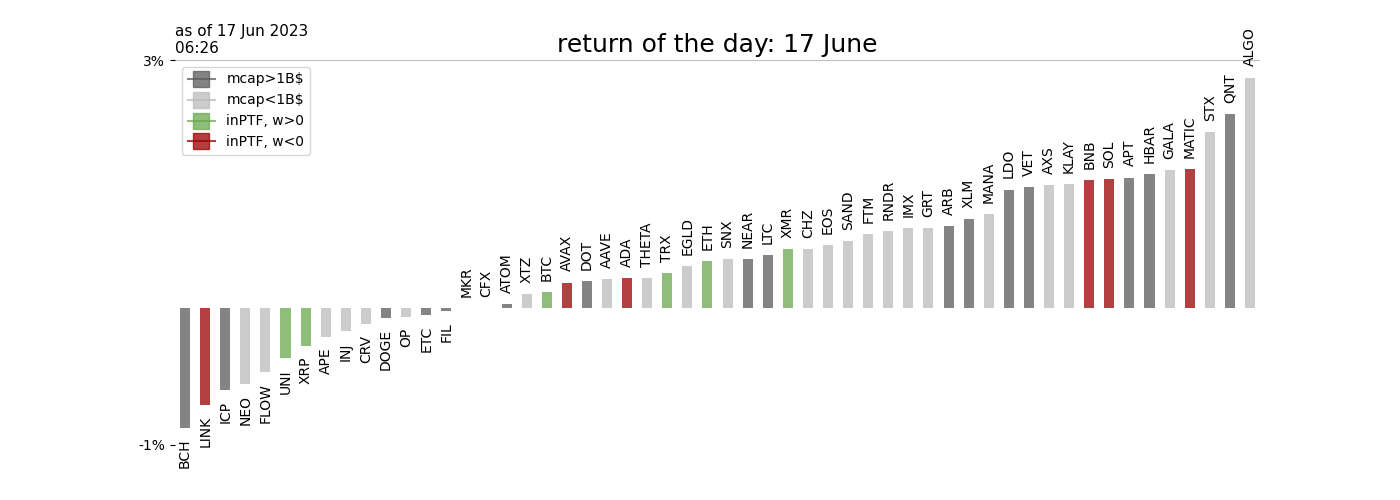 as of 17 Jun 2023
06:26
return of the day: 17 June
3%
mcap>1B$
mcap<1B$
inPTF, w>0
inPTF, w<0
-1%
BCH
LINK
ICP
NEO
FLOW
UNI
XRP
APE
INJ
CRV
DOGE
OP
ETC
FIL
MKR
CFX
ATOM
XTZ
BTC
AVAX
DOT
AAVE
ADA
THETA
TRX
EGLD
ETH
SNX
NEAR
LTC
XMR
CHZ
EOS
SAND
FTM
RNDR
IMX
GRT
ARB
XLM
MANA
LDO
VET
AXS
KLAY
BNB
SOL
APT
HBAR
GALA
MATIC
STX
QNT
ALGO